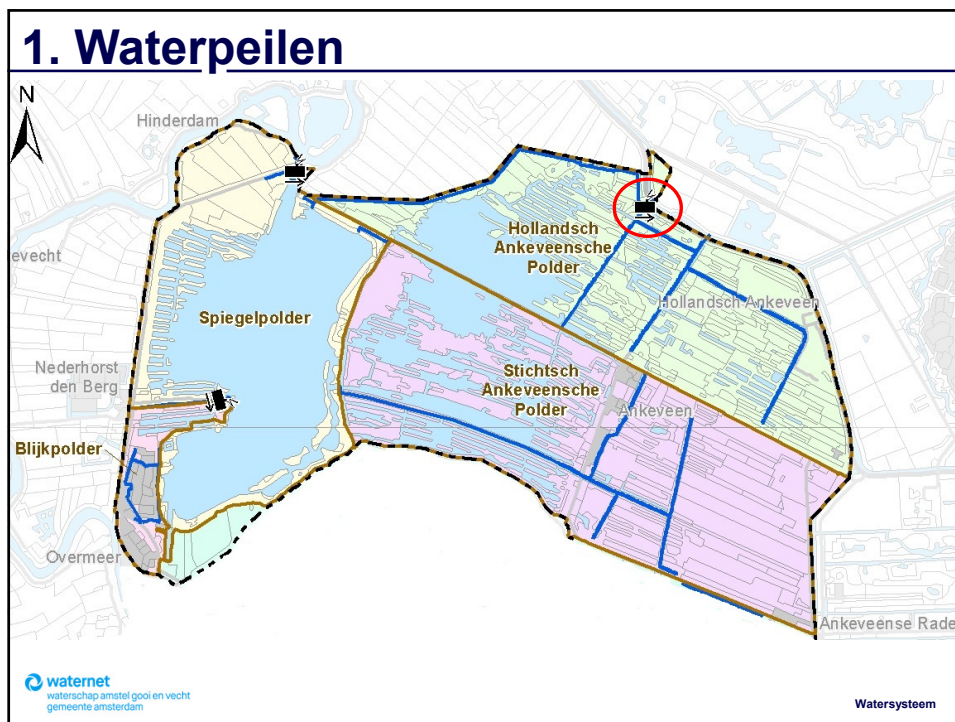 1. Waterpeilen
N
Hinderdam
Hollandsch
Ankeveensche
Polder
evecht
Hollandsch Ankeveen
Spiegelpolder
Nederhorst
den Berg
Stichtsch
Ankeveensche
Polder
Ankeveen
Blijkpolder
Overmeer
Ankeveense Rade
waternet
waterschap amstel gooi en vecht
gemeente amsterdam
Watersysteem